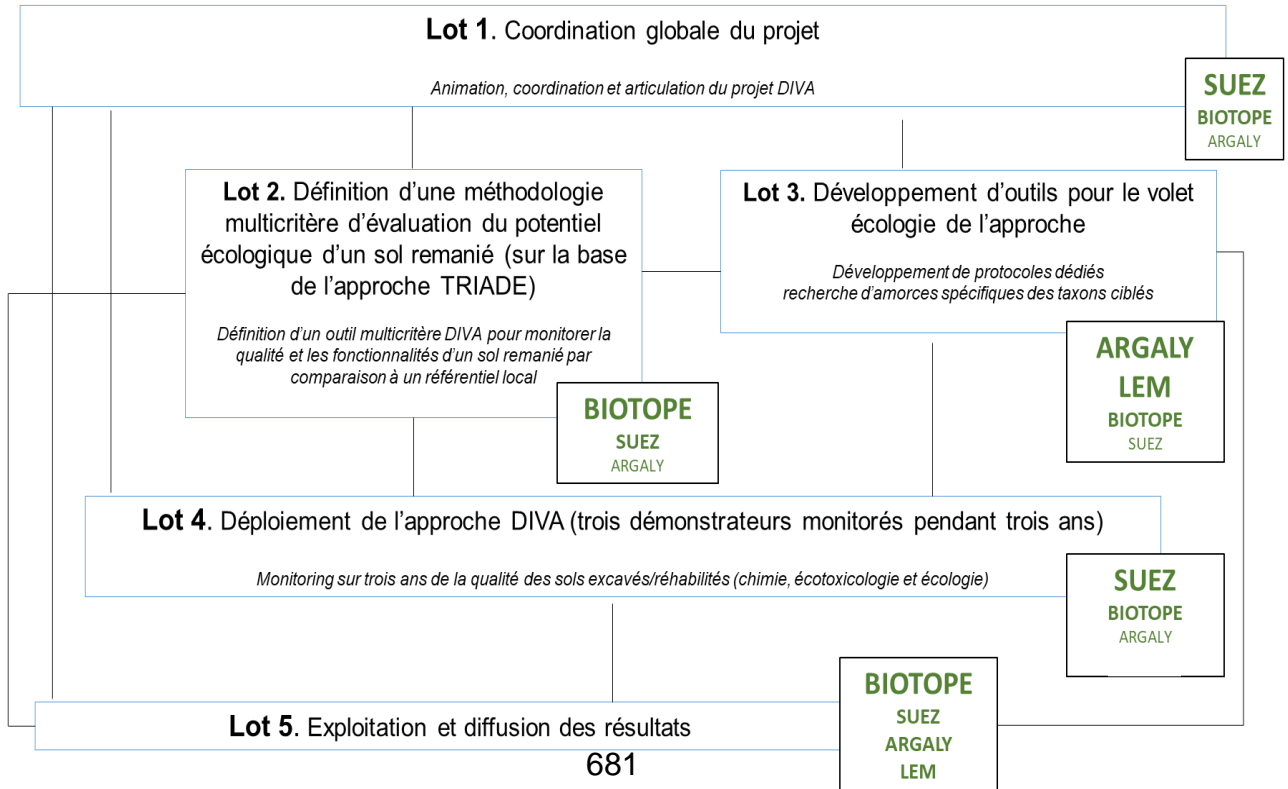 Lot 1. Coordination globale du projet
Animation, coordination et articulation du projet DIVA
SUEZ
BIOTOPE
ARGALY
Lot 2. Définition d'une méthodologie
multicritère d'évaluation du potentiel
écologique d'un sol remanié (sur la base
de l'approche TRIADE)
Définition d'un outil multicritère DIVA pour monitorer la
qualité et les fonctionnalités d'un sol remanié par
comparaison à un référentiel local
BIOTOPE
SUEZ
ARGALY
Lot 3. Développement d'outils pour le volet
écologie de l'approche
Développement de protocoles dédiés
recherche d'amorces spécifiques des taxons ciblés
ARGALY
LEM
BIOTOPE
SUEZ
Lot 4. Déploiement de l'approche DIVA (trois démonstrateurs monitorés pendant trois ans)
Monitoring sur trois ans de la qualité des sols excavés/réhabilités (chimie, écotoxicologie et écologie)
SUEZ
BIOTOPE
ARGALY
Lot 5. Exploitation et diffusion des résultats
BIOTOPE
SUEZ
ARGALY
LEM
681